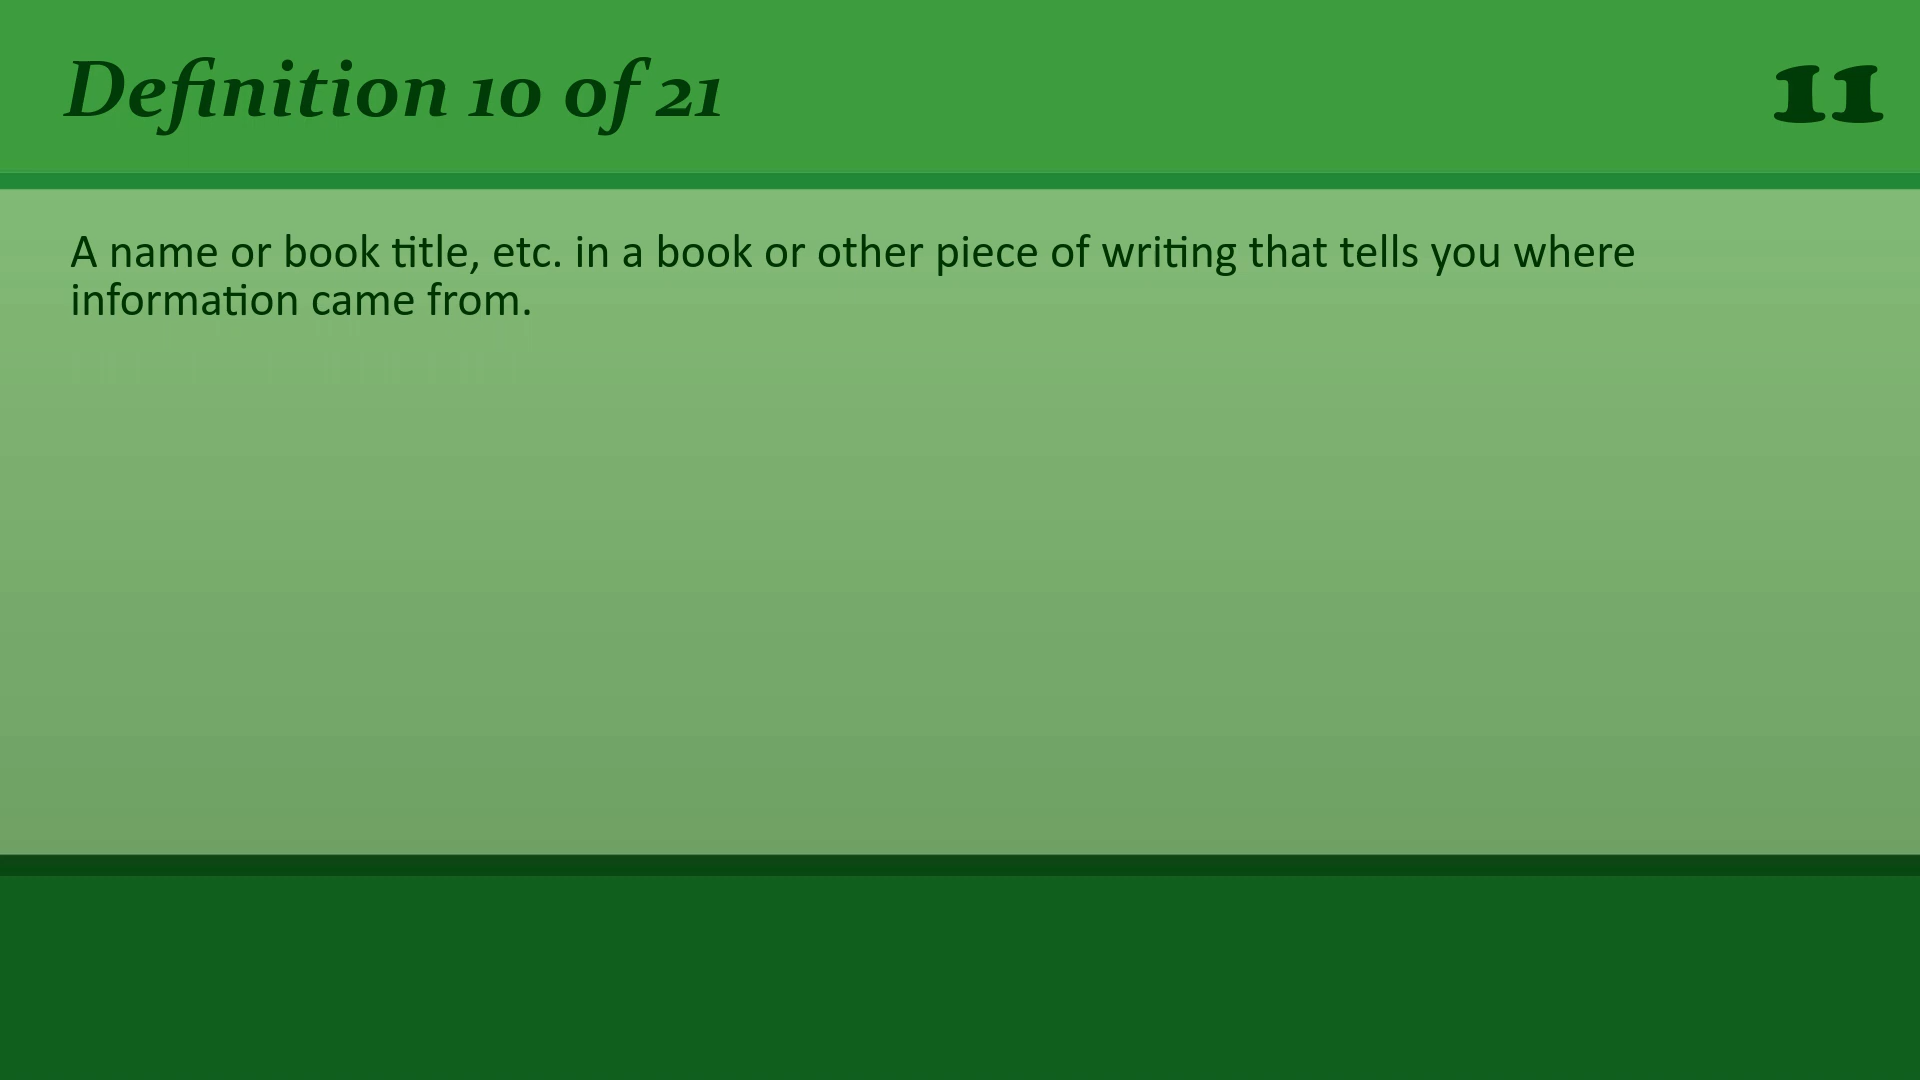 Definition 10 of 21
11
A name or book title, etc. in a book or other piece of writing that tells you where
information came from.